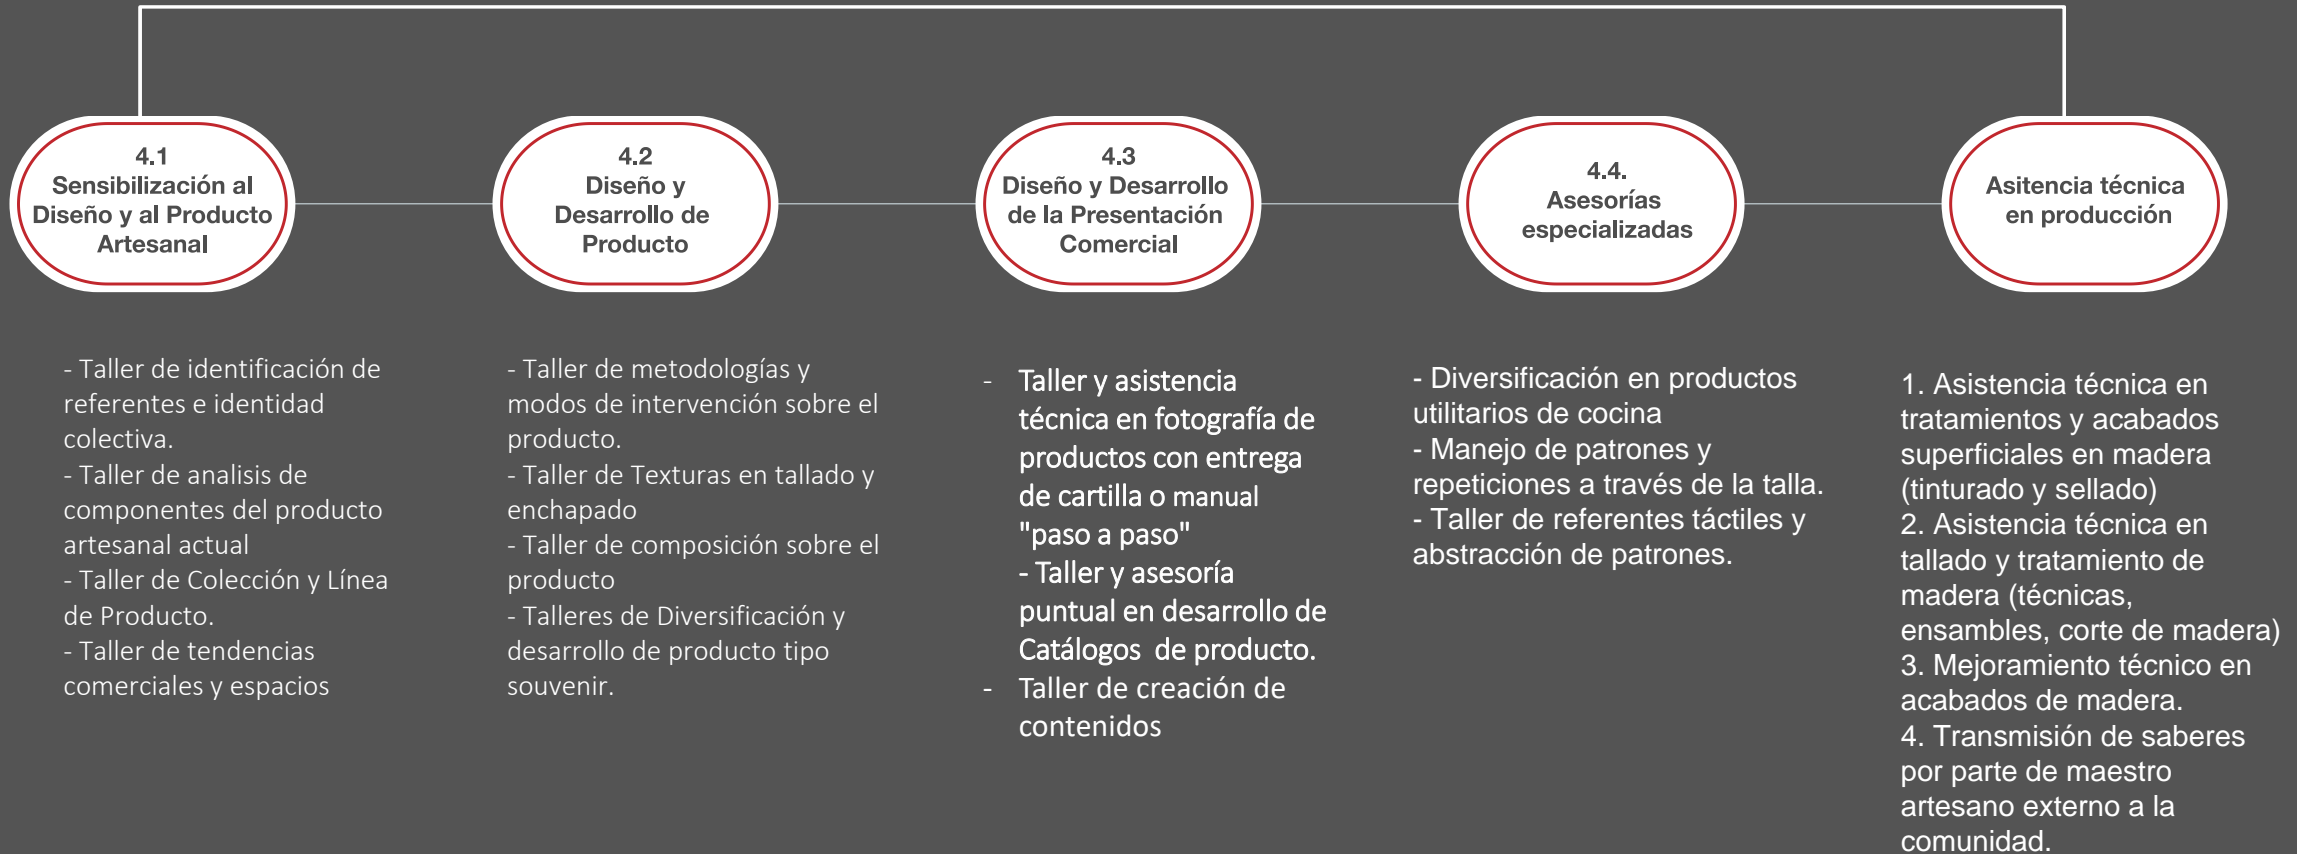 4.1
Sensibilización al
Diseño y al Producto
Artesanal
4.2
Diseño y
Desarrollo de
Producto
4.3
Diseño y Desarrollo
de la Presentación
Comercial
4.4.
Asesorías
especializadas
Asitencia técnica
en producción
- Taller de identificación de
referentes e identidad
colectiva.
- Taller de analisis de
componentes del producto
artesanal actual
- Taller de Colección y Línea
de Producto.
- Taller de tendencias
comerciales y espacios
- Taller de metodologías y
modos de intervención sobre el
producto.
- Taller de Texturas en tallado y
enchapado
- Taller de composición sobre el
producto
- Talleres de Diversificación y
desarrollo de producto tipo
souvenir.
- Taller y asistencia
técnica en fotografía de
productos con entrega
de cartilla o manual
"paso a paso"
- Taller y asesoría
puntual en desarrollo de
Catálogos  de producto.
- Taller de creación de
contenidos
- Diversificación en productos
utilitarios de cocina
- Manejo de patrones y
repeticiones a través de la talla.
- Taller de referentes táctiles y
abstracción de patrones.
1. Asistencia técnica en
tratamientos y acabados
superficiales en madera
(tinturado y sellado)
2. Asistencia técnica en
tallado y tratamiento de
madera (técnicas,
ensambles, corte de madera)
3. Mejoramiento técnico en
acabados de madera.
4. Transmisión de saberes
por parte de maestro
artesano externo a la
comunidad.